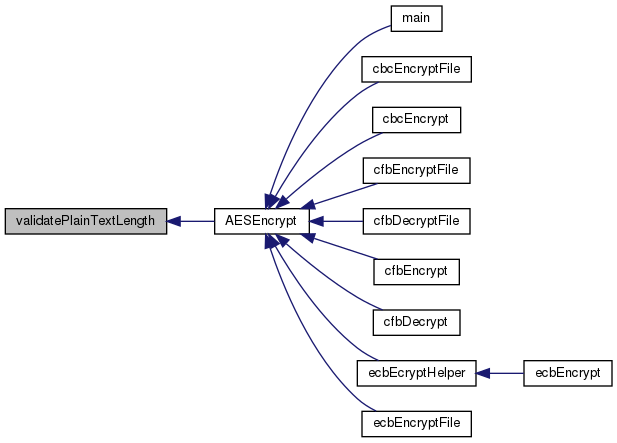 main
cbcEncryptFile
cbcEncrypt
cfbEncryptFile
validatePlainTextLength
AESEncrypt
cfbDecryptFile
cfbEncrypt
cfbDecrypt
ecbEcryptHelper
ecbEncrypt
ecbEncryptFile